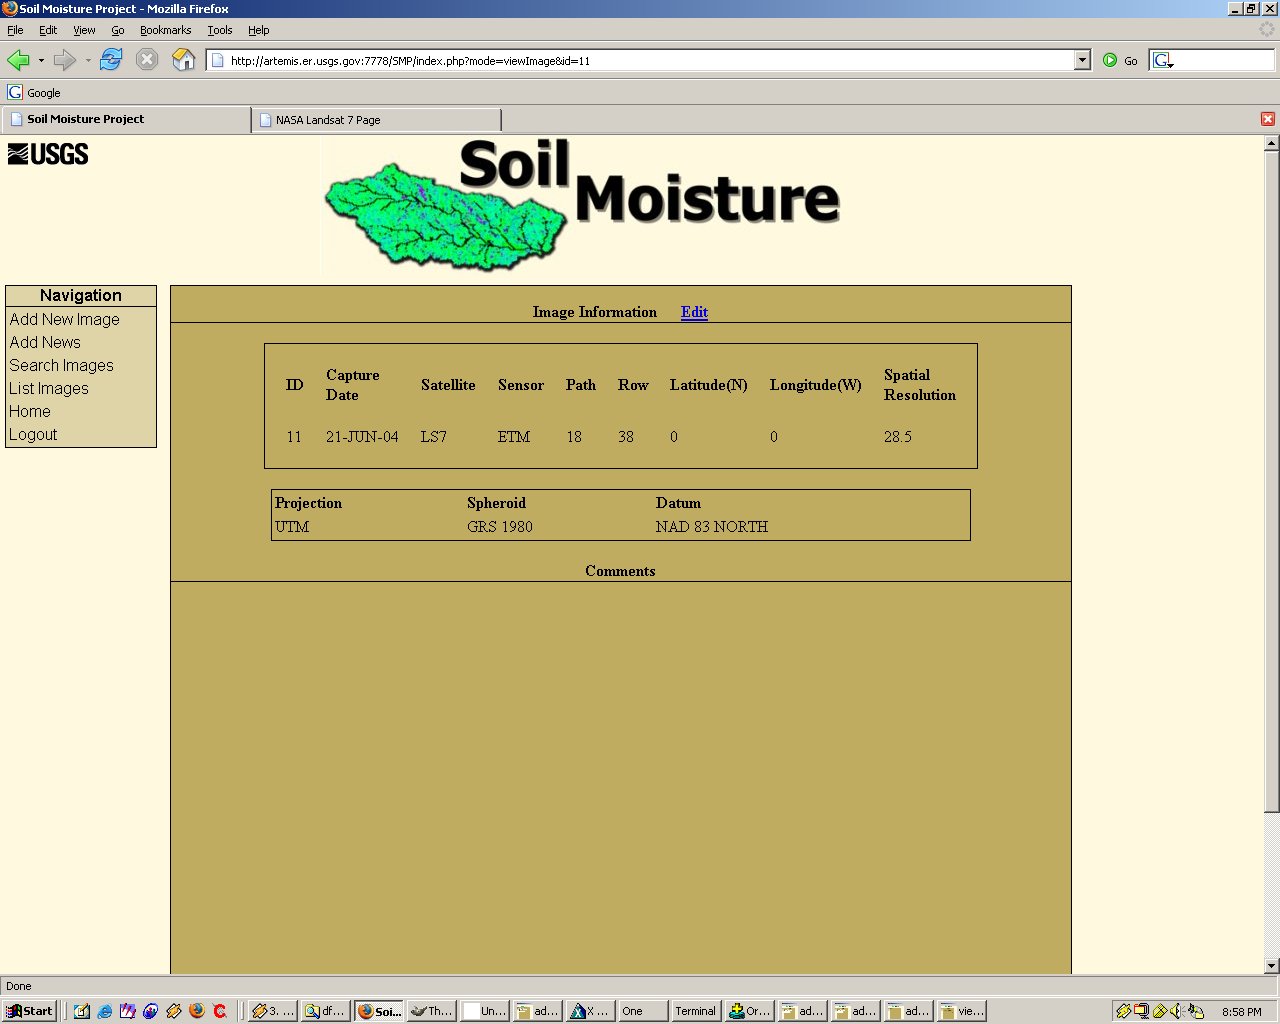 Soil Moisture Project - Mozilla Firefox
File Edit View Go Bookmarks Tools Help
http://artemis.er.usgs.gov:7778/SMP/index.php?mode=viewImage&id=11 Go G
G Google
Soil Moisture Project NASA Landsat 7 Page
USGS
Soil
Moisture
Navigation
Add New Image
Add News
Search Images
List Images
Home
Logout
Image Information Edit
ID Capture Date Satellite Sensor Path Row Latitude(N) Longitude(W) Spatial Resolution
11 21-JUN-04 LS7 ETM 18 38 0 0 28.5
Projection Spheroid Datum
UTM GRS 1980 NAD 83 NORTH
Comments
Done
Start 3. ... df... Soi... Th... Un... ad... X ... One Terminal Or... ad... ad... ad... vie... 8:58 PM